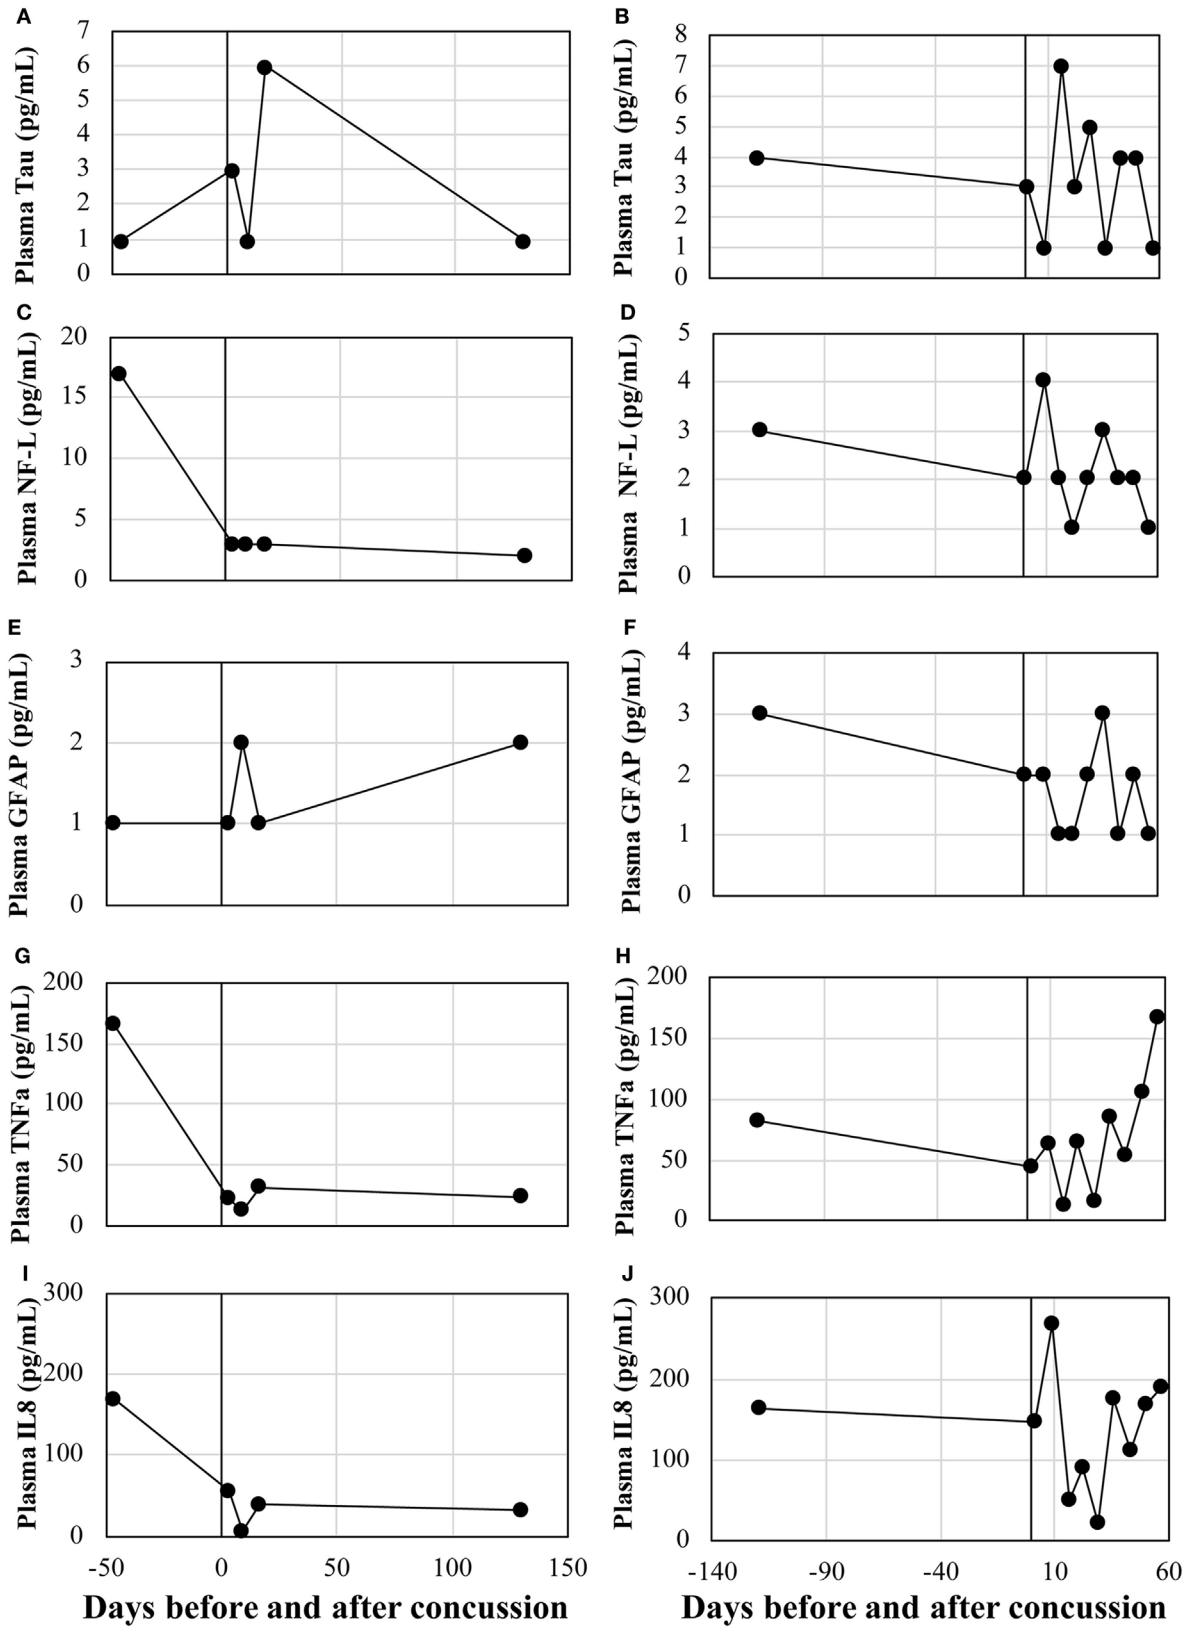 A
Plasma Tau (pg/mL)
7
6
5
4
3
2
1
0
B
Plasma Tau (pg/mL)
8
7
6
5
4
3
2
1
0
C
Plasma NF-L (pg/mL)
20
15
10
5
0
D
Plasma NF-L (pg/mL)
5
4
3
2
1
0
E
Plasma GFAP (pg/mL)
3
2
1
0
F
Plasma GFAP (pg/mL)
4
3
2
1
0
G
Plasma TNFa (pg/mL)
200
150
100
50
0
H
Plasma TNFa (pg/mL)
200
150
100
50
0
I
Plasma IL8 (pg/mL)
300
200
100
0
-50 0 50 100 150
Days before and after concussion
J
Plasma IL8 (pg/mL)
300
200
100
0
-140 -90 -40 10 60
Days before and after concussion